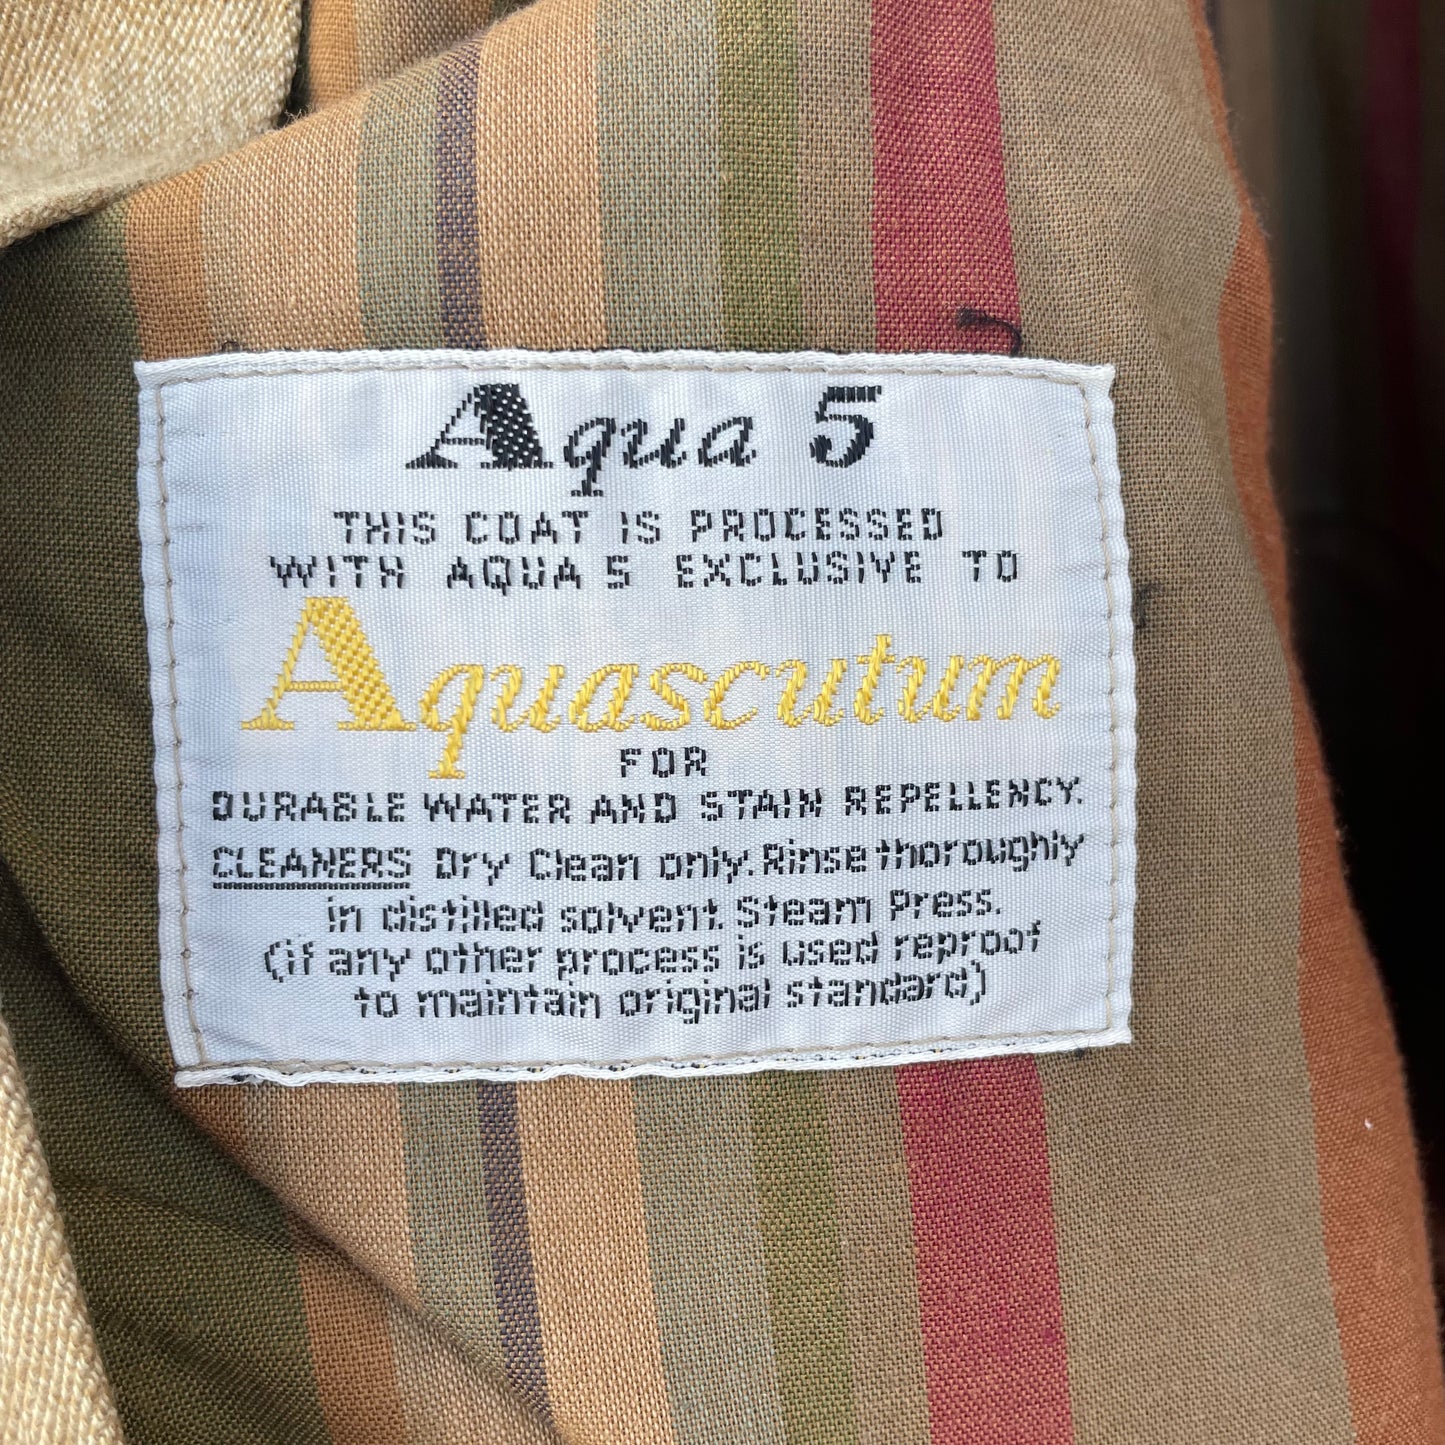 Aqua 5
THIS COAT IS PROCESSED
WITH AQUA 5 EXCLUSIVE TO
Aquascutum
FOR
DURABLE WATER AND STAIN REPELLENCY.
CLEANERS Dry Clean only. Rinse thoroughly
in distilled solvent. Steam Press.
(if any other process is used reproof
to maintain original standard)